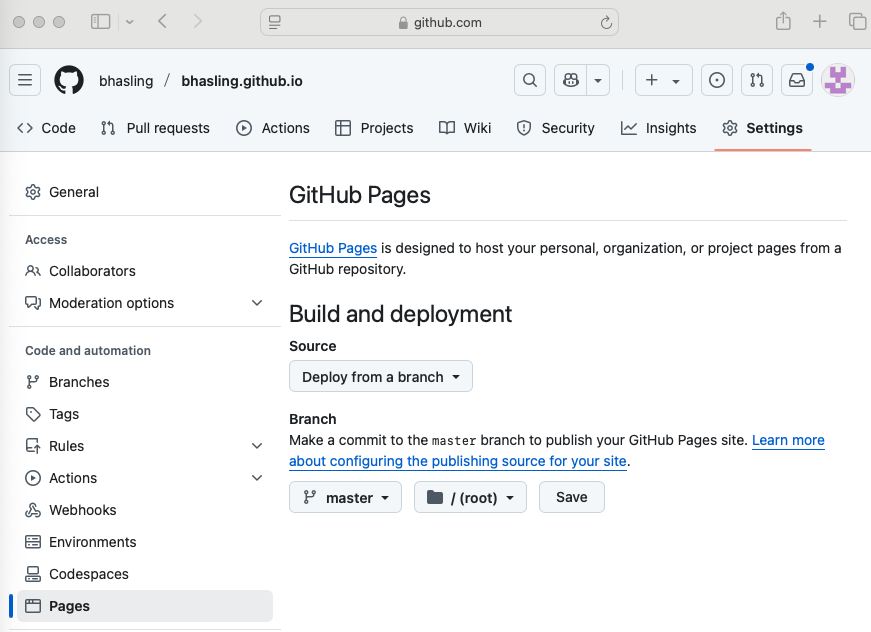 github.com
bhasling / bhasling.github.io
Code Pull requests Actions Projects Wiki Security Insights Settings
General
Access
Collaborators
Moderation options
Code and automation
Branches
Tags
Rules
Actions
Webhooks
Environments
Codespaces
Pages
GitHub Pages
GitHub Pages is designed to host your personal, organization, or project pages from a
GitHub repository.
Build and deployment
Source
Deploy from a branch
Branch
Make a commit to the master branch to publish your GitHub Pages site. Learn more
about configuring the publishing source for your site.
master / (root) Save